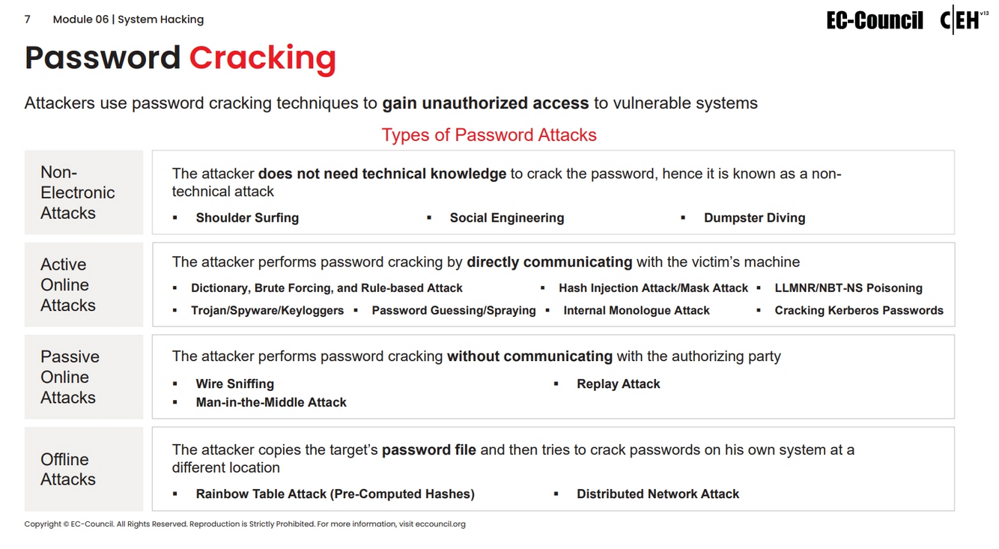 7 Module 06 | System Hacking
EC-Council C|EH v13
Password Cracking
Attackers use password cracking techniques to gain unauthorized access to vulnerable systems
Types of Password Attacks
Non-
Electronic
Attacks
The attacker does not need technical knowledge to crack the password, hence it is known as a non-
technical attack
▪ Shoulder Surfing ▪ Social Engineering ▪ Dumpster Diving
Active
Online
Attacks
The attacker performs password cracking by directly communicating with the victim’s machine
▪ Dictionary, Brute Forcing, and Rule-based Attack ▪ Hash Injection Attack/Mask Attack ▪ LLMNR/NBT-NS Poisoning
▪ Trojan/Spyware/Keyloggers ▪ Password Guessing/Spraying ▪ Internal Monologue Attack ▪ Cracking Kerberos Passwords
Passive
Online
Attacks
The attacker performs password cracking without communicating with the authorizing party
▪ Wire Sniffing ▪ Replay Attack
▪ Man-in-the-Middle Attack
Offline
Attacks
The attacker copies the target’s password file and then tries to crack passwords on his own system at a
different location
▪ Rainbow Table Attack (Pre-Computed Hashes) ▪ Distributed Network Attack
Copyright © EC-Council. All Rights Reserved. Reproduction is Strictly Prohibited. For more information, visit eccouncil.org